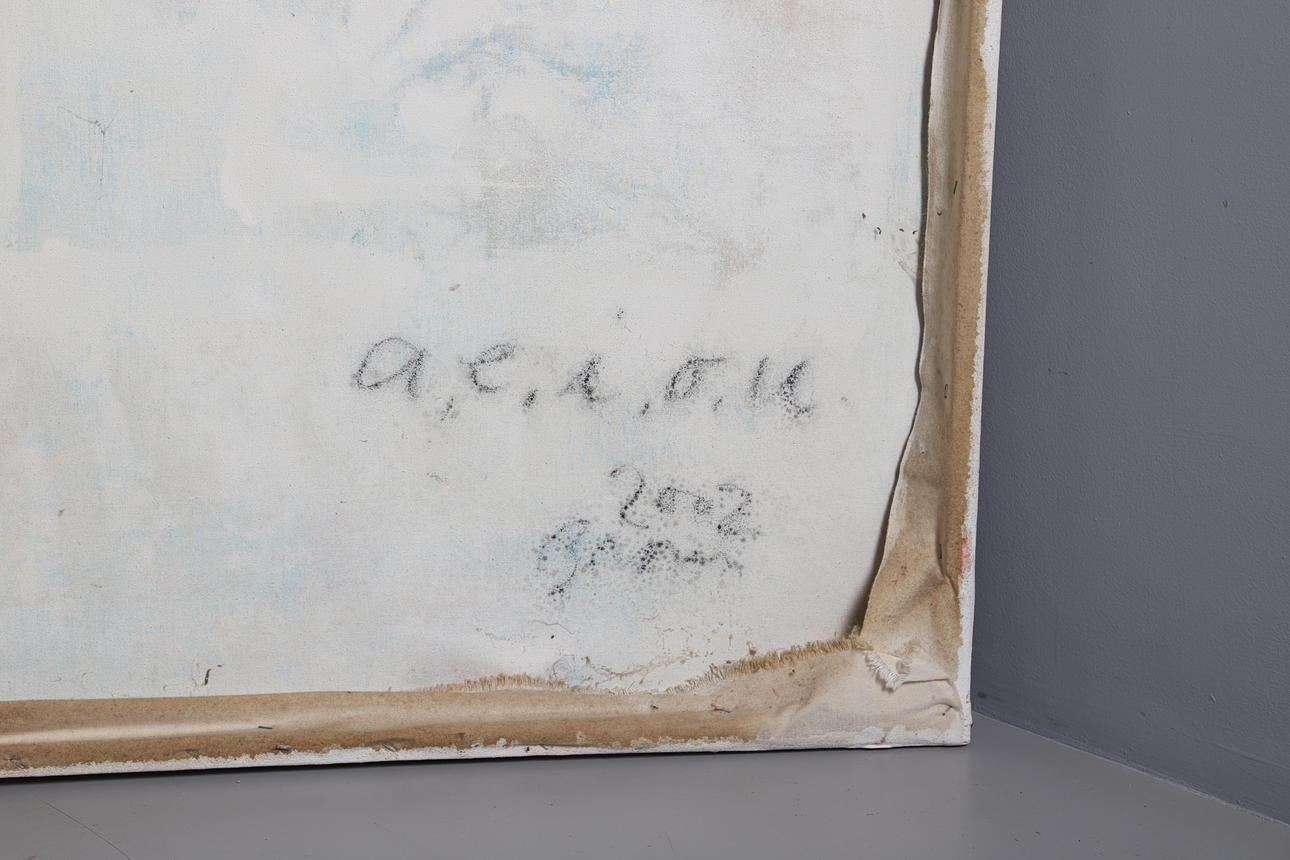 a, e, i, o, u
2002